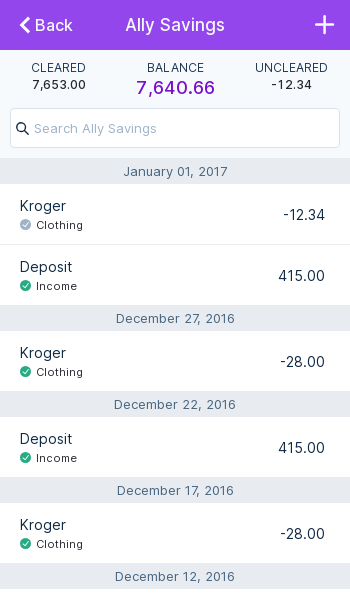 Back
Ally Savings
CLEARED
7,653.00
BALANCE
7,640.66
UNCLEARED
-12.34
Search Ally Savings
January 01, 2017
Kroger
-12.34
Clothing
Deposit
415.00
Income
December 27, 2016
Kroger
-28.00
Clothing
December 22, 2016
Deposit
415.00
Income
December 17, 2016
Kroger
-28.00
Clothing
December 12, 2016